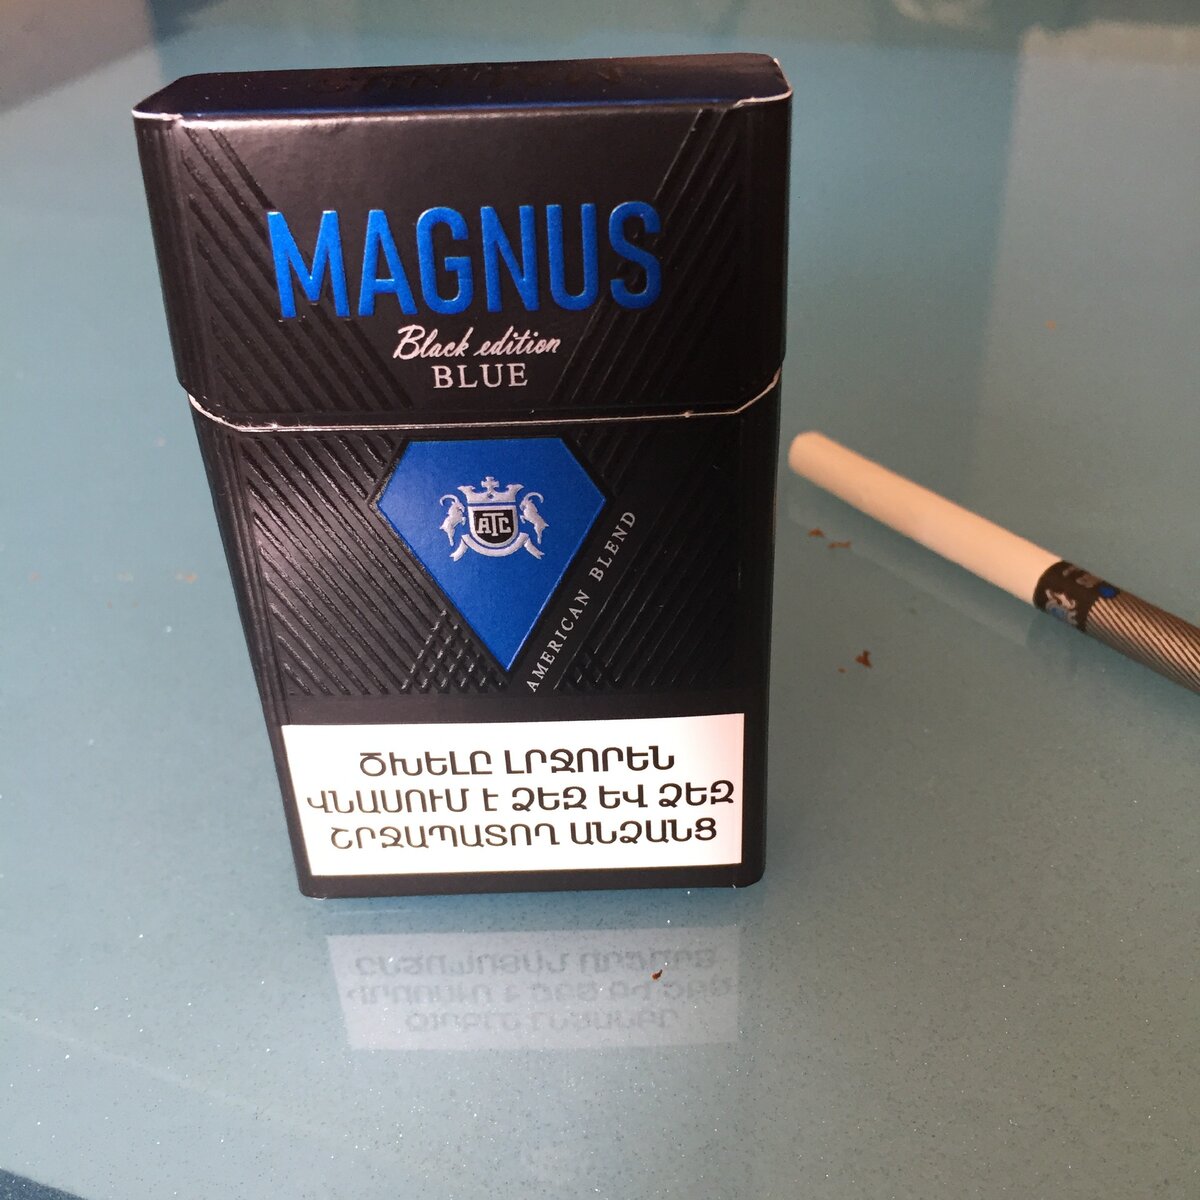 MAGNUS
Black edition
BLUE
ATC
AMERICAN BLEND
ԾԽԵԼԸ ԼՐՋՈՐԵՆ
ՎՆԱՍՈՒՄ Է ՁԵԶ ԵՎ ՁԵԶ
ՇՐՋԱՊԱՏՈՂ ԱՆՁԱՆՑ